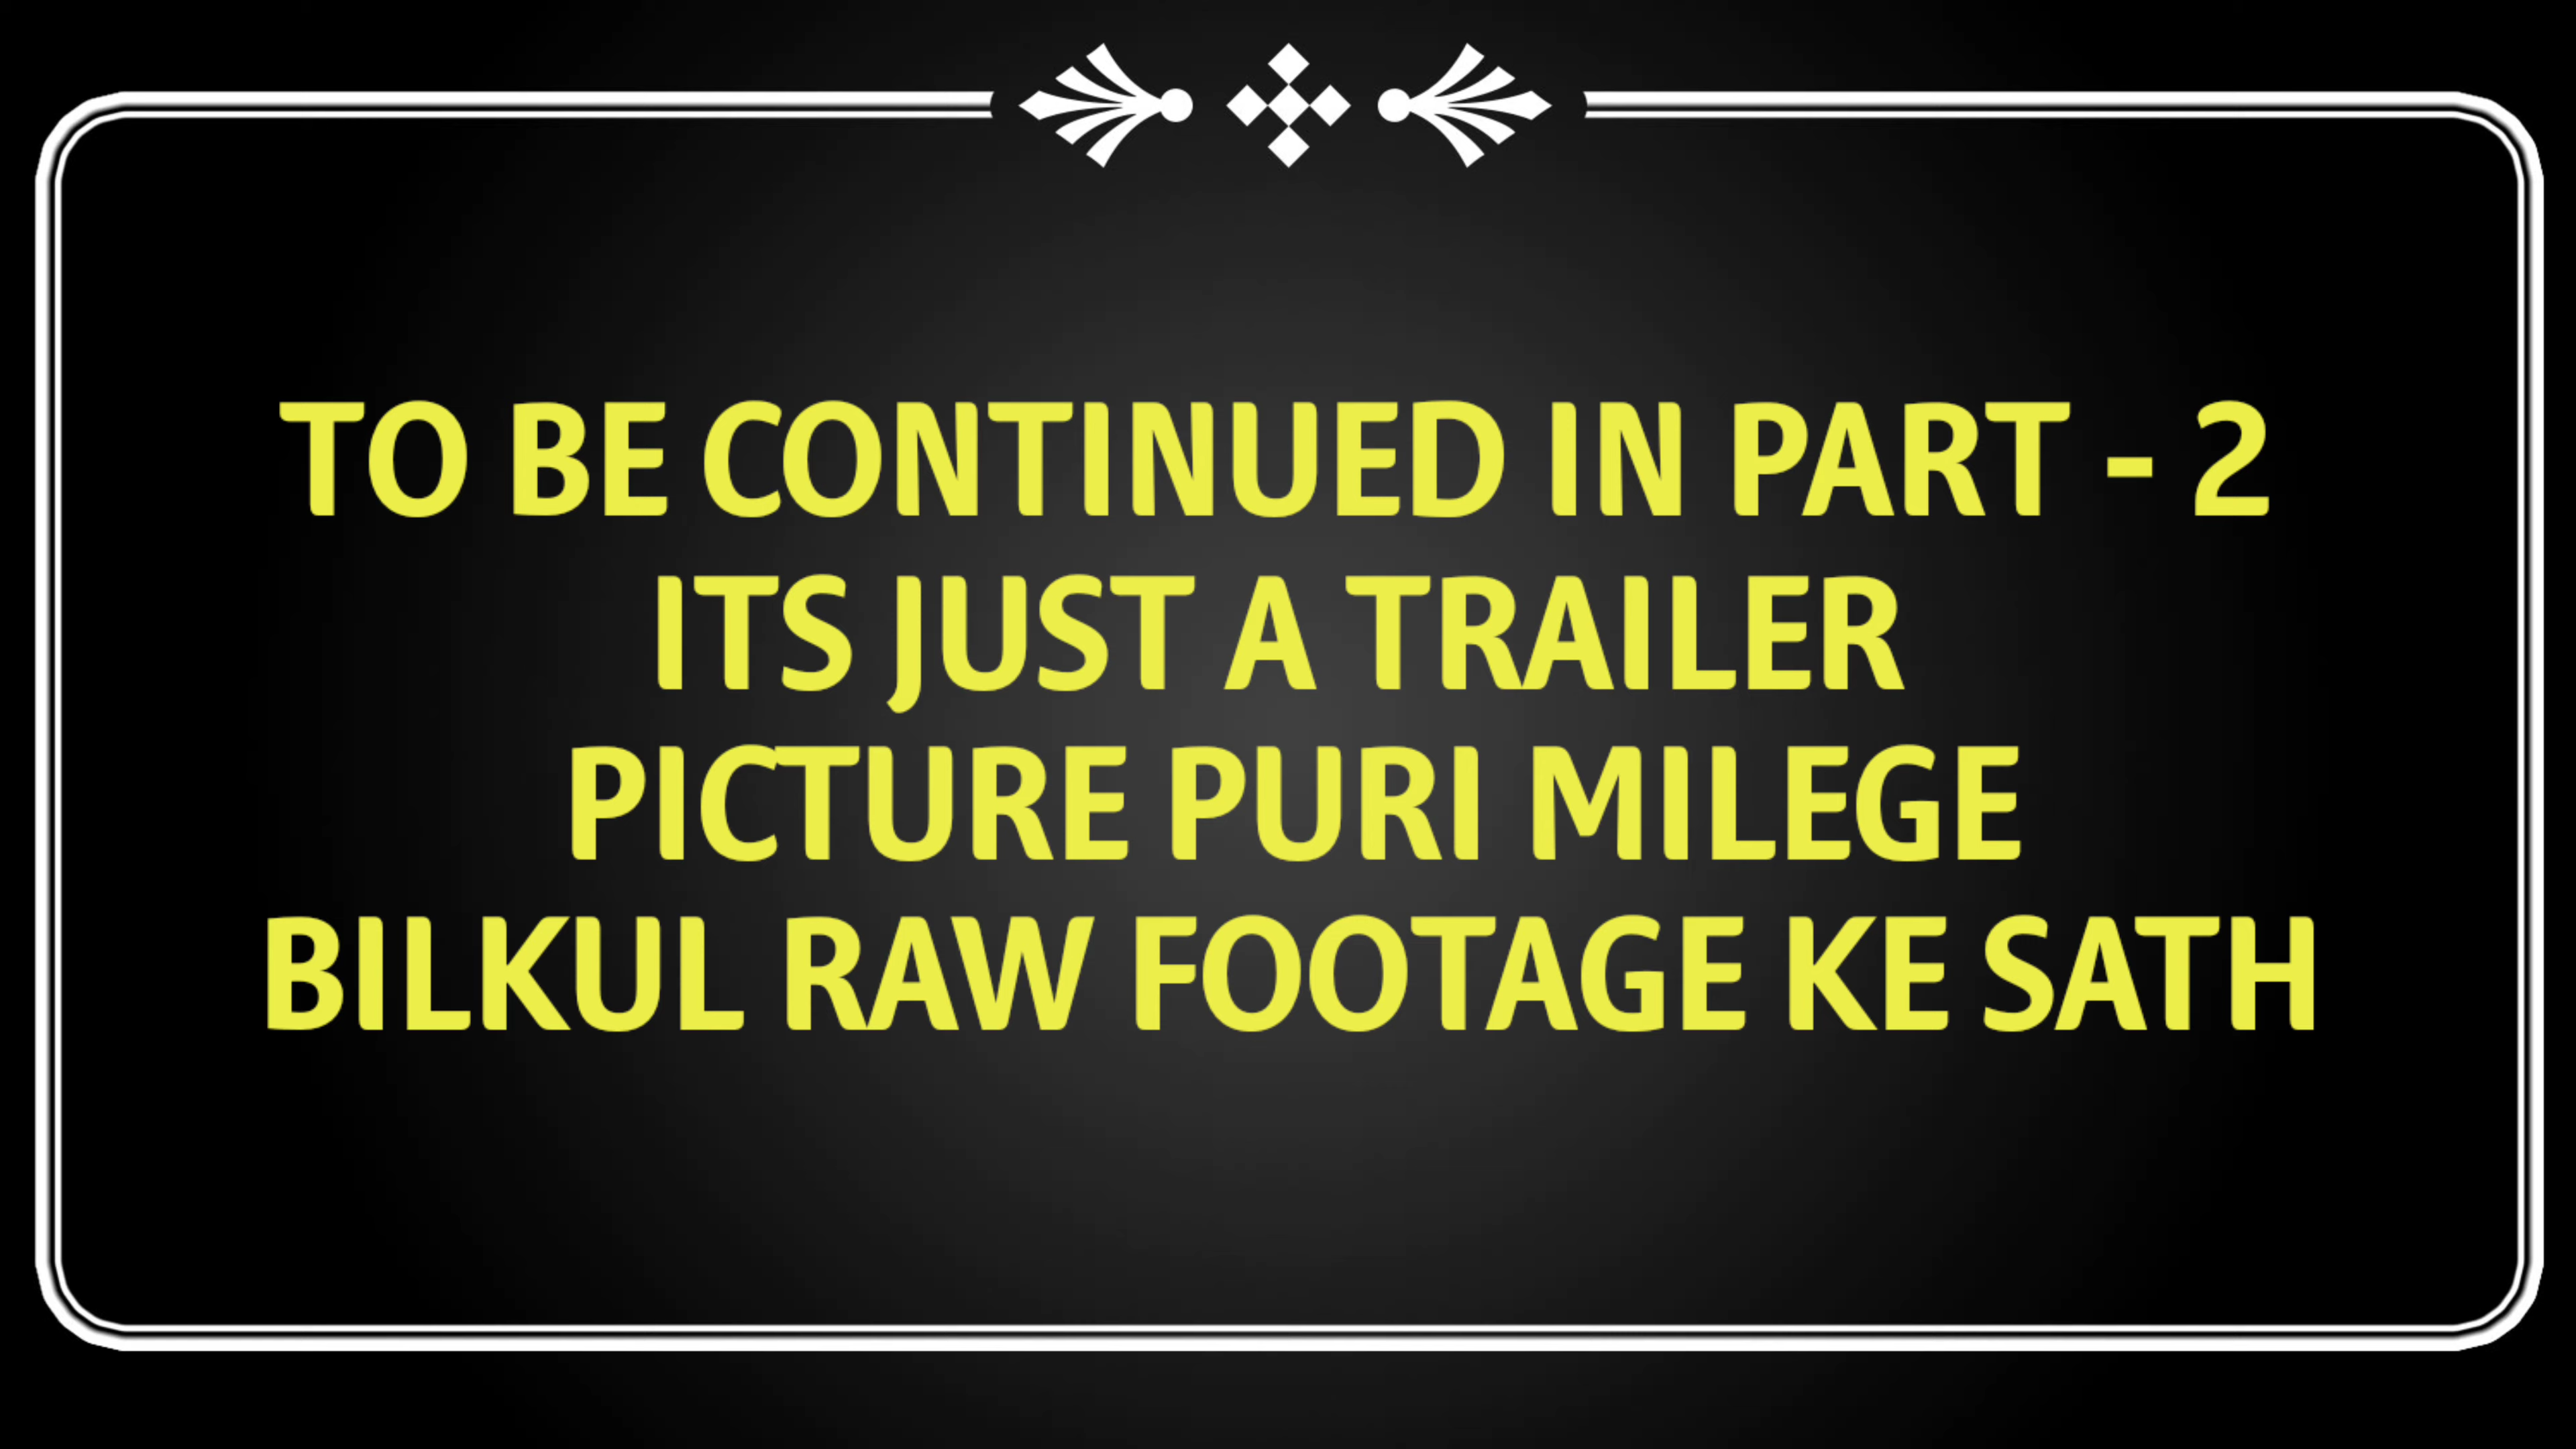 TO BE CONTINUED IN PART - 2
ITS JUST A TRAILER
PICTURE PURI MILEGE
BILKUL RAW FOOTAGE KE SATH